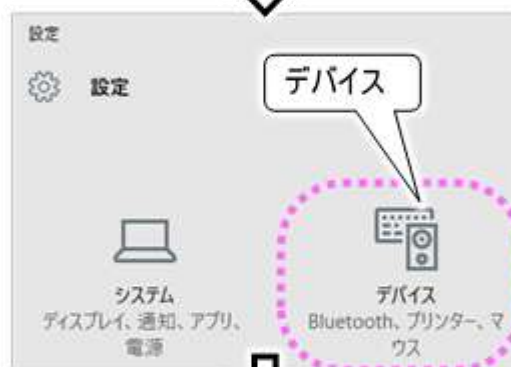 設定
設定
デバイス
システム
ディスプレイ、通知、アプリ、
電源
デバイス
Bluetooth、プリンター、マ
ウス